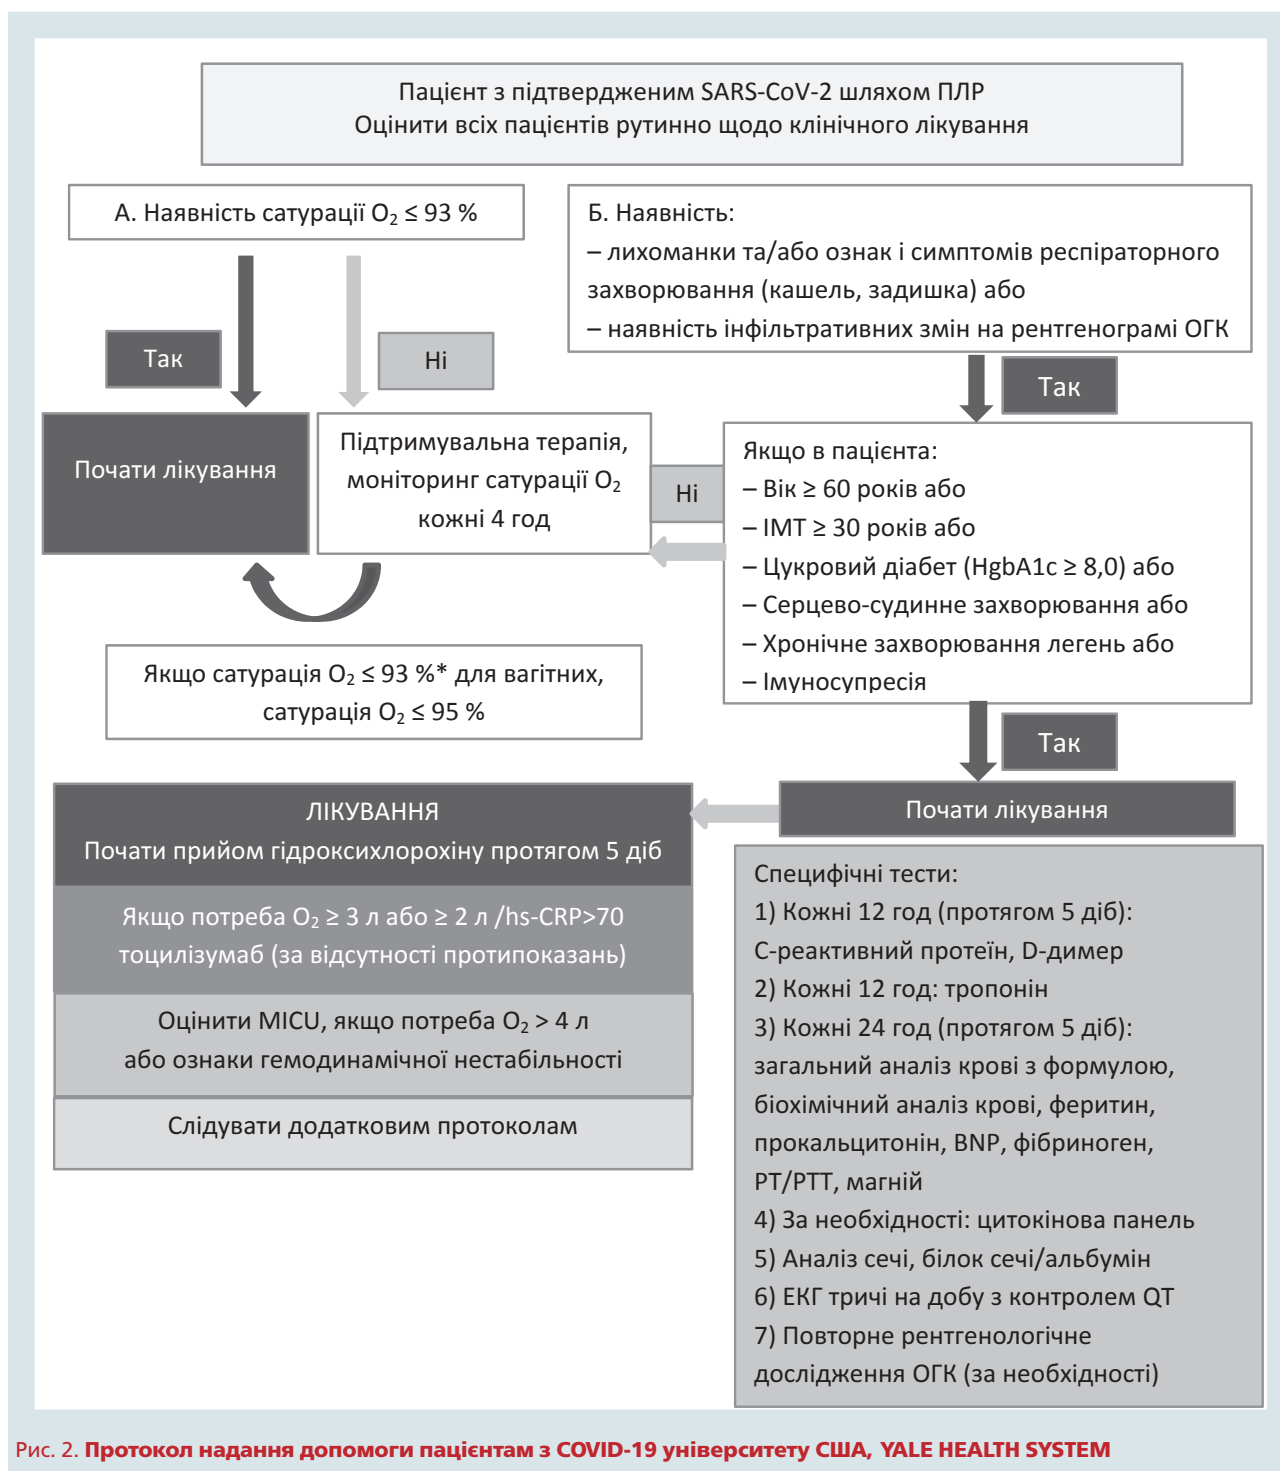 Пацієнт з підтвердженим SARS-CoV-2 шляхом ПЛР
Оцінити всіх пацієнтів рутинно щодо клінічного лікування
А. Наявність сатурації O₂ ≤ 93 %
Так
Ні
Почати лікування
Підтримувальна терапія,
моніторинг сатурації O₂
кожні 4 год
Якщо сатурація O₂ ≤ 93 %* для вагітних,
сатурація O₂ ≤ 95 %
Б. Наявність:
– лихоманки та/або ознак і симптомів респіраторного
захворювання (кашель, задишка) або
– наявність інфільтративних змін на рентгенограмі ОГК
Так
Ні
Якщо в пацієнта:
– Вік ≥ 60 років або
– ІМТ ≥ 30 років або
– Цукровий діабет (HgbA1c ≥ 8,0) або
– Серцево-судинне захворювання або
– Хронічне захворювання легень або
– Імуносупресія
Так
Почати лікування
ЛІКУВАННЯ
Почати прийом гідроксихлорохіну протягом 5 діб
Якщо потреба O₂ ≥ 3 л або ≥ 2 л /hs-CRP>70
тоцилізумаб (за відсутності протипоказань)
Оцінити MICU, якщо потреба O₂ > 4 л
або ознаки гемодинамічної нестабільності
Слідувати додатковим протоколам
Специфічні тести:
1) Кожні 12 год (протягом 5 діб):
С-реактивний протеїн, D-димер
2) Кожні 12 год: тропонін
3) Кожні 24 год (протягом 5 діб):
загальний аналіз крові з формулою,
біохімічний аналіз крові, феритин,
прокальцитонін, BNP, фібриноген,
PT/PTT, магній
4) За необхідності: цитокінова панель
5) Аналіз сечі, білок сечі/альбумін
6) ЕКГ тричі на добу з контролем QT
7) Повторне рентгенологічне
дослідження ОГК (за необхідності)
Рис. 2. Протокол надання допомоги пацієнтам з COVID-19 університету США, YALE HEALTH SYSTEM